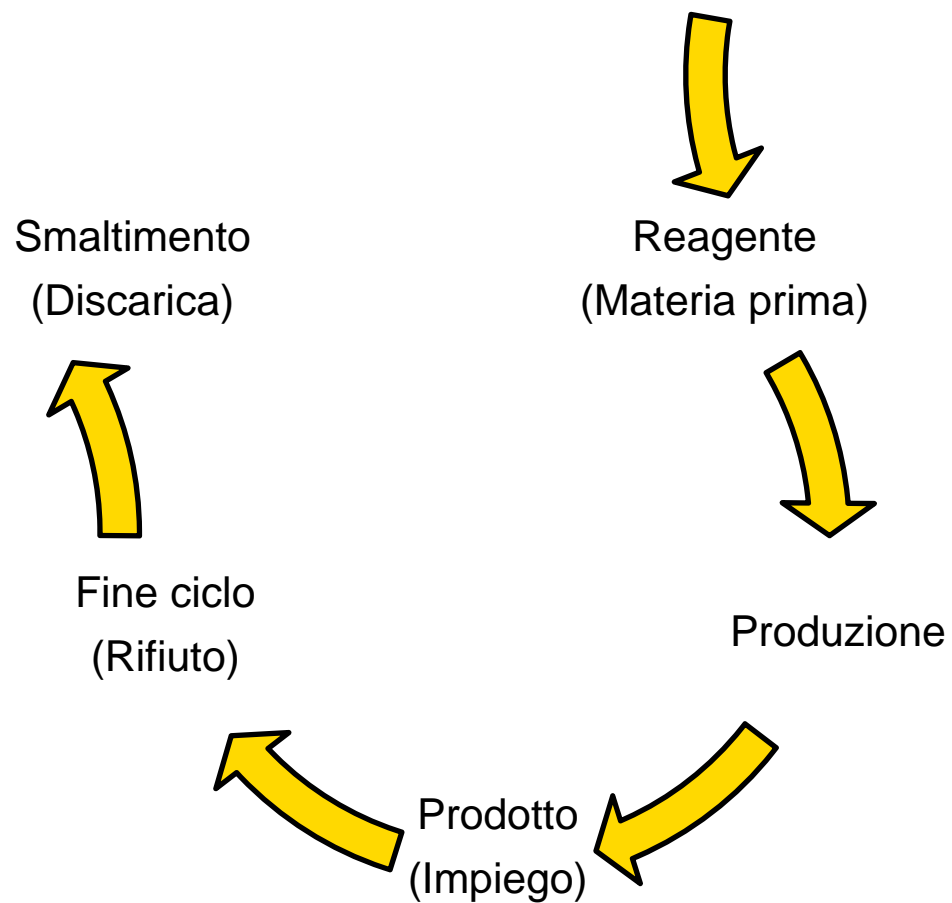 Smaltimento
(Discarica)
Reagente
(Materia prima)
Fine ciclo
(Rifiuto)
Produzione
Prodotto
(Impiego)